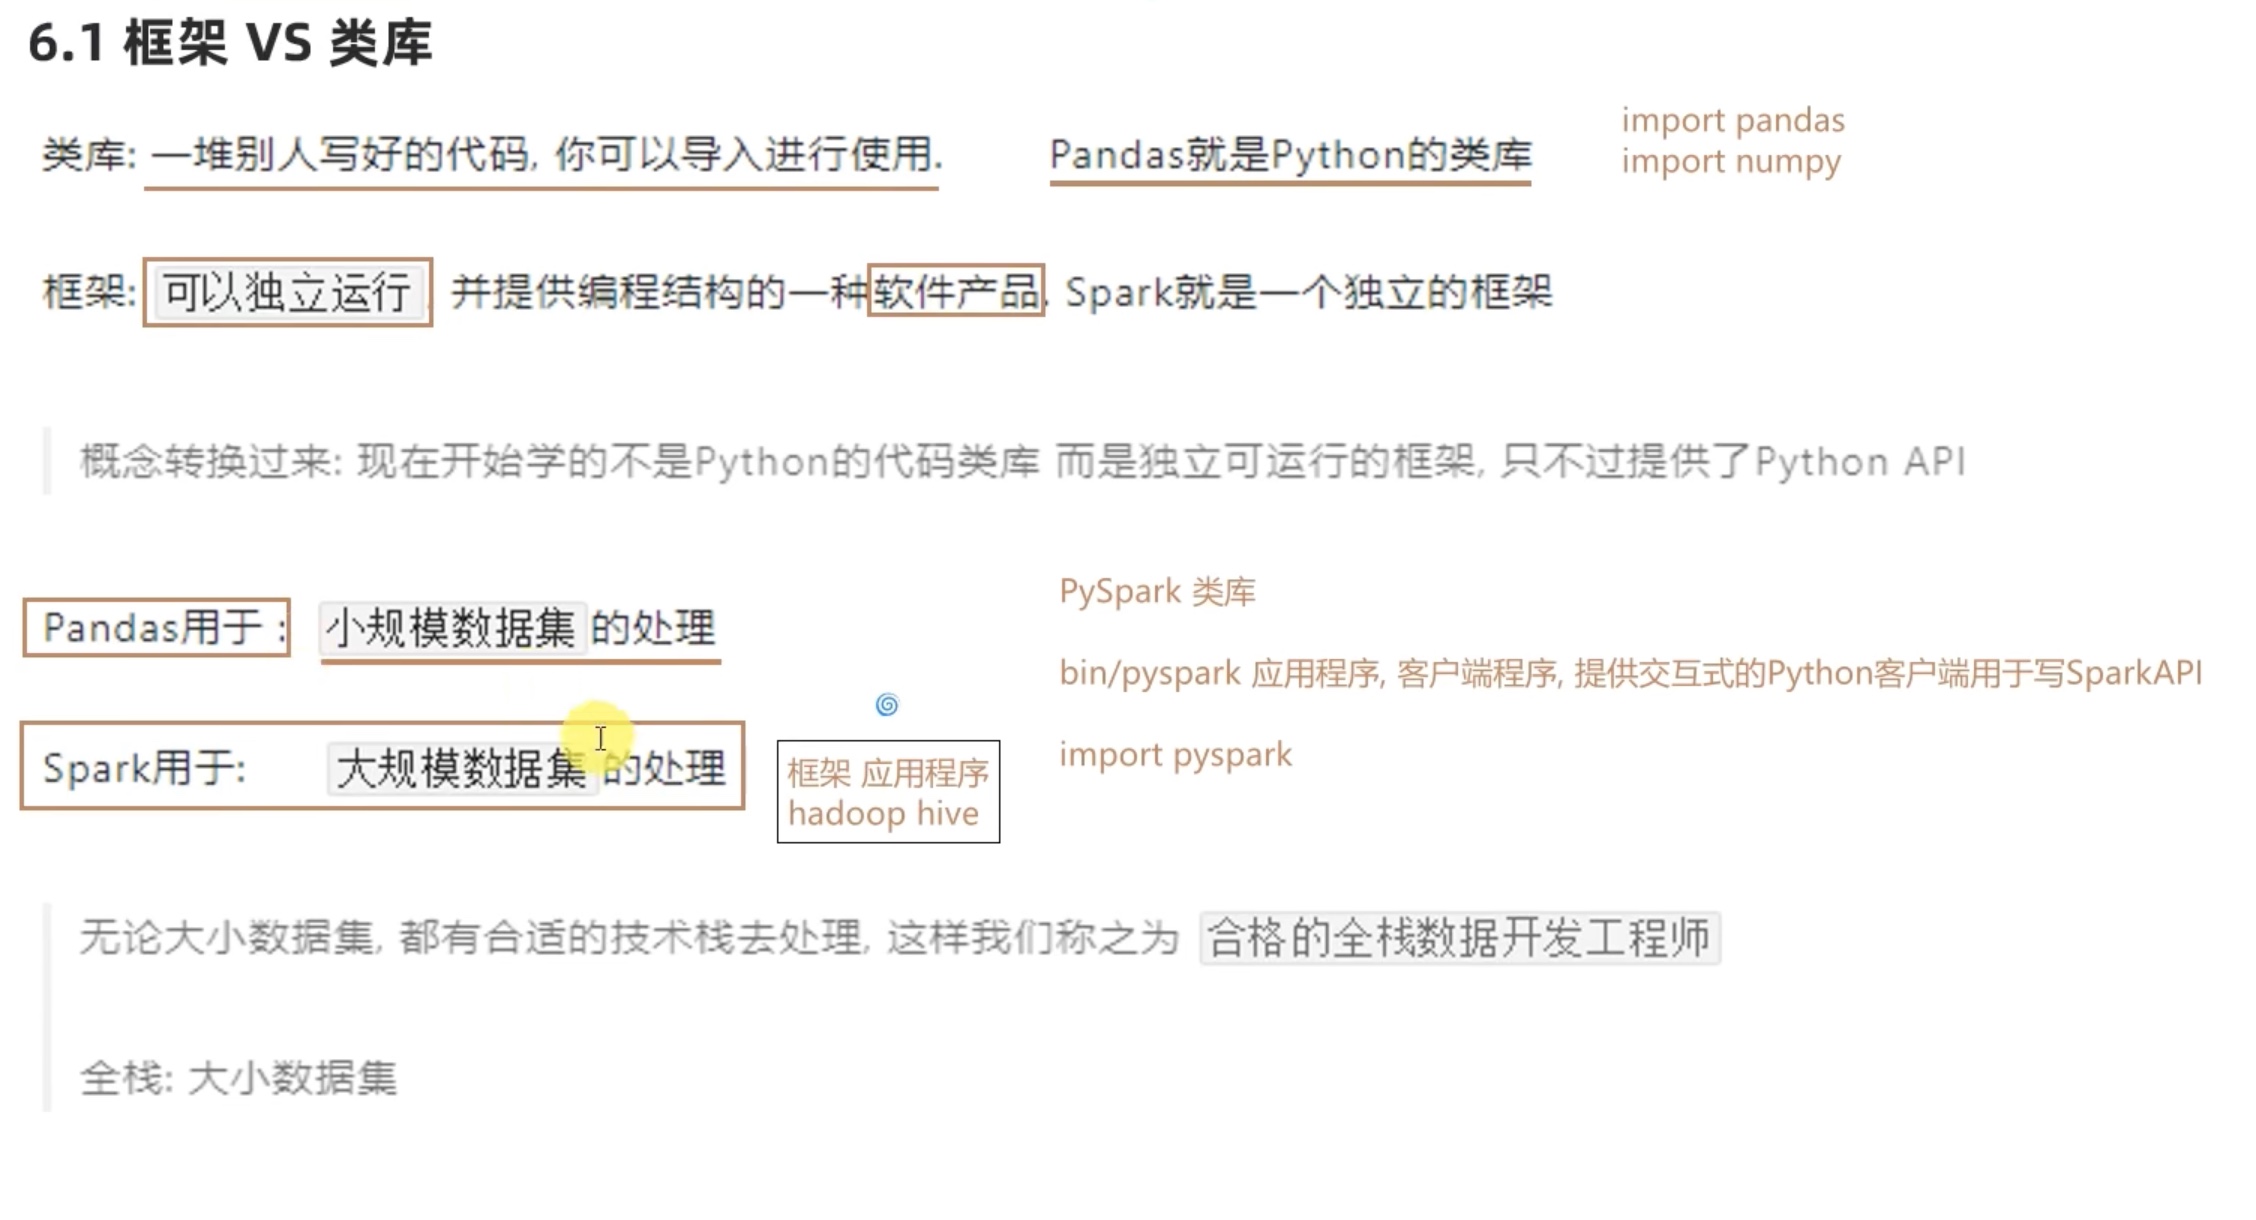 6.1 框架 VS 类库
类库: 一堆别人写好的代码, 你可以导入进行使用. Pandas就是Python的类库
import pandas
import numpy
框架: 可以独立运行, 并提供编程结构的一种软件产品. Spark就是一个独立的框架
概念转换过来: 现在开始学的不是Python的代码类库 而是独立可运行的框架, 只不过提供了Python API
Pandas用于 : 小规模数据集 的处理
Spark用于: 大规模数据集 的处理
框架 应用程序
hadoop hive
PySpark 类库
bin/pyspark 应用程序, 客户端程序, 提供交互式的Python客户端用于写SparkAPI
import pyspark
无论大小数据集, 都有合适的技术栈去处理, 这样我们称之为 合格的全栈数据开发工程师
全栈: 大小数据集